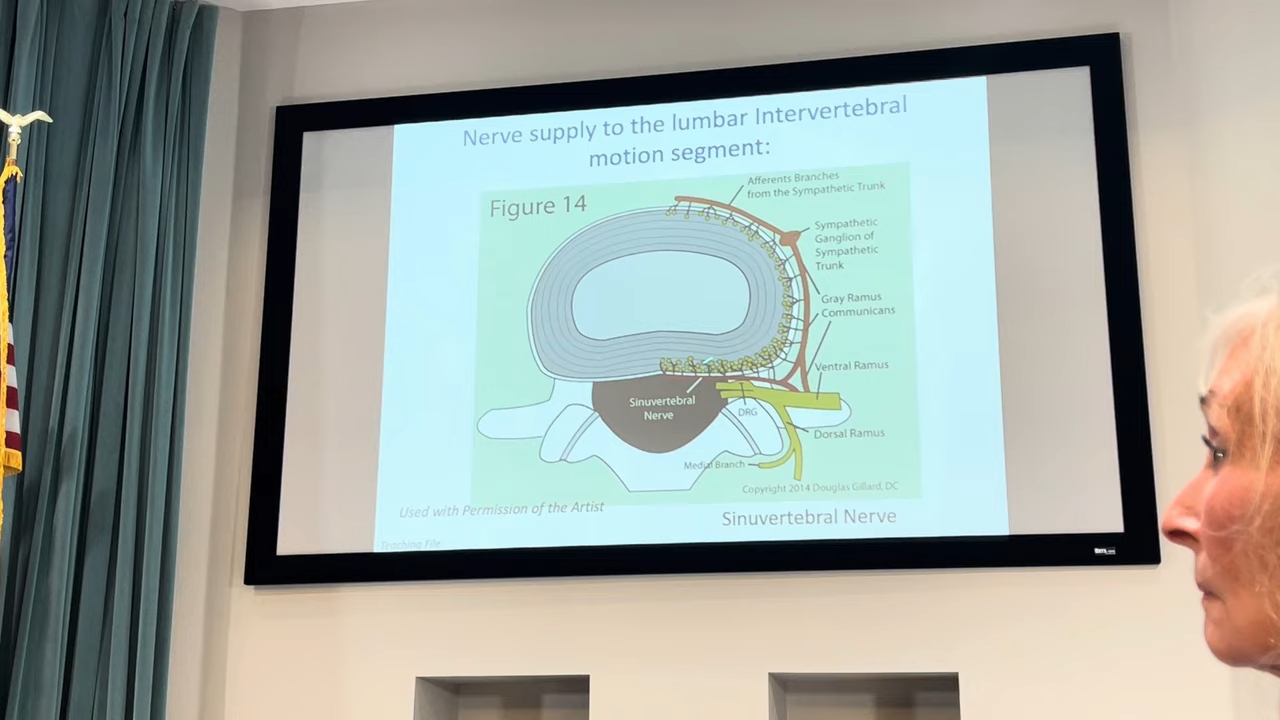 Nerve supply to the lumbar Intervertebral
motion segment:
Figure 14
Afferents Branches
from the Sympathetic Trunk
Sympathetic
Ganglion of
Sympathetic
Trunk
Gray Ramus
Communicans
Ventral Ramus
Sinuvertebral
Nerve
DRG
Dorsal Ramus
Medial Branch
Copyright 2014 Douglas Gillard, DC
Used with Permission of the Artist
Sinuvertebral Nerve
Teaching File